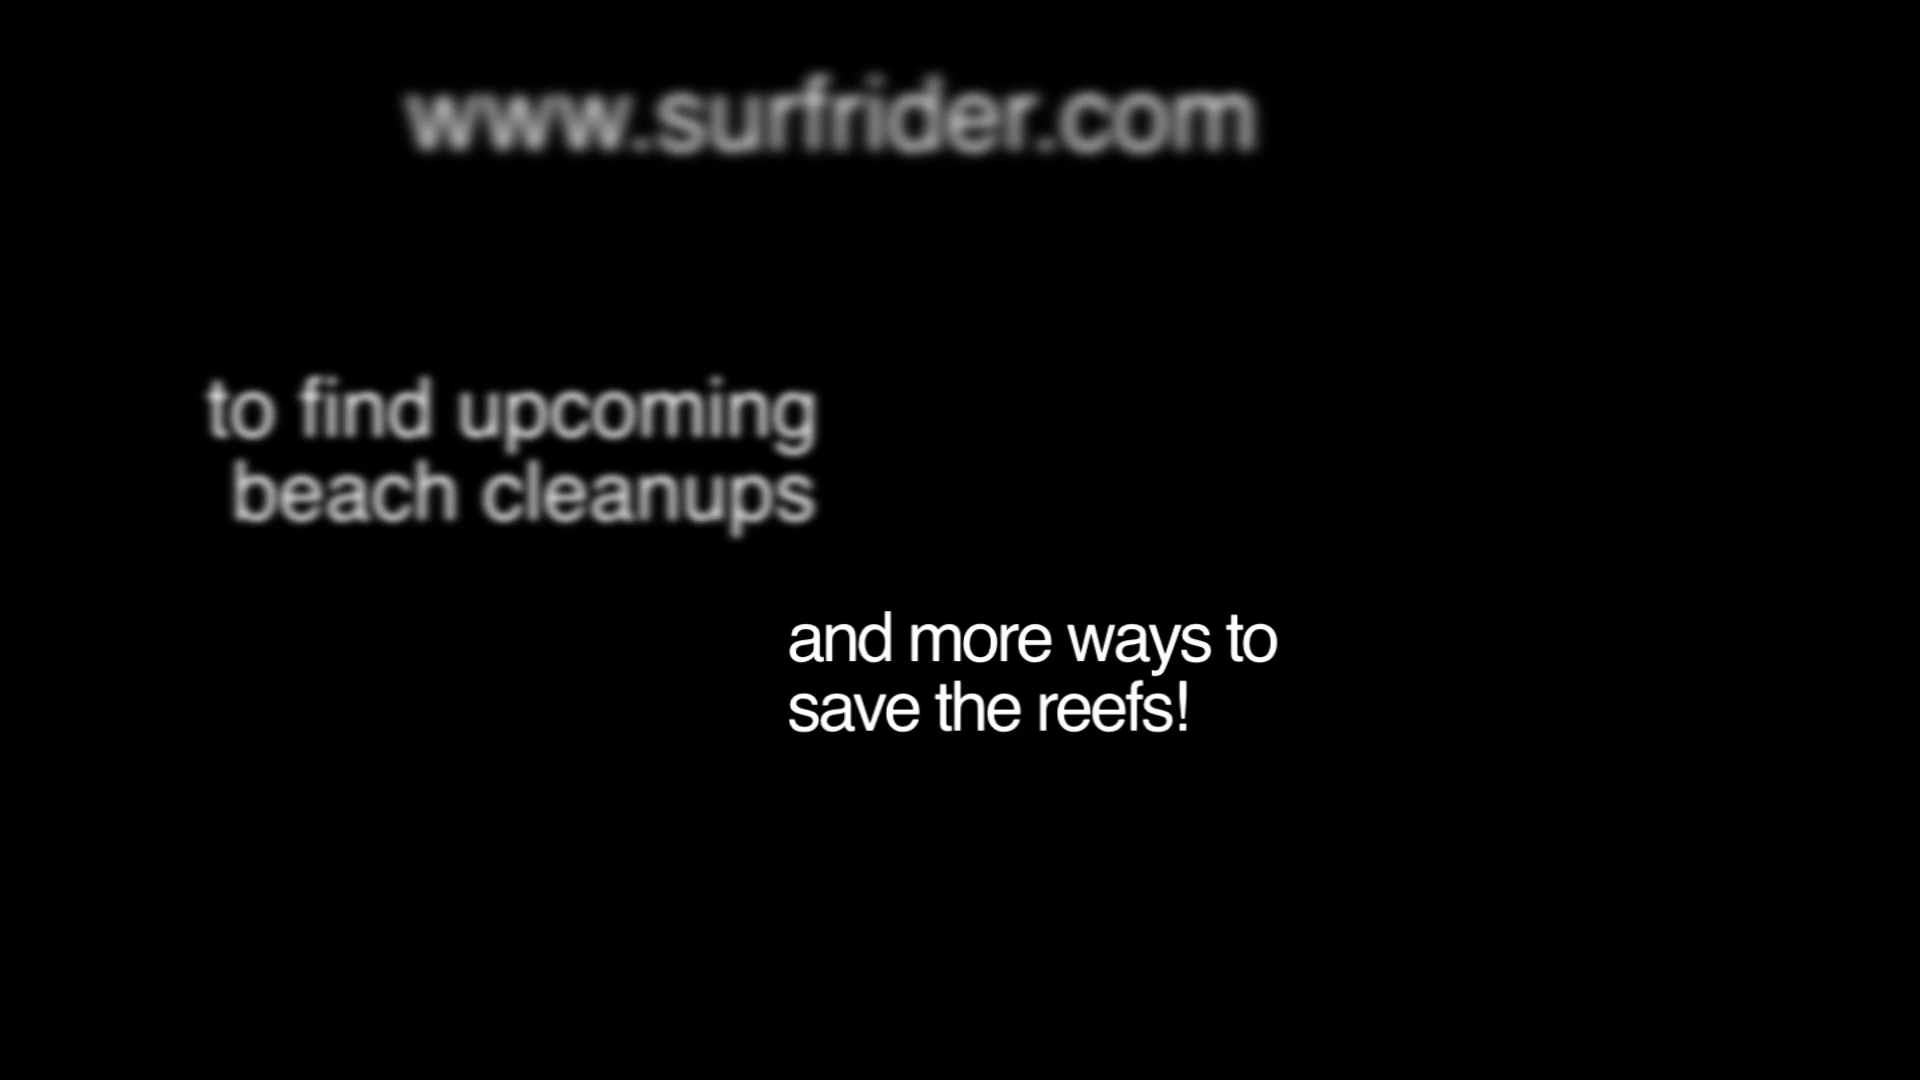 www.surfrider.com
to find upcoming
beach cleanups
and more ways to
save the reefs!